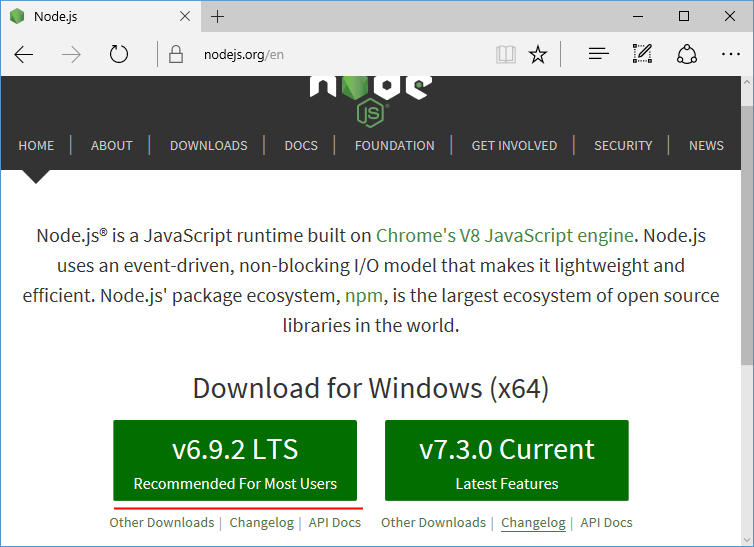 Node.js
nodejs.org/en
node
JS
HOME | ABOUT | DOWNLOADS | DOCS | FOUNDATION | GET INVOLVED | SECURITY | NEWS
Node.js® is a JavaScript runtime built on Chrome's V8 JavaScript engine. Node.js
uses an event-driven, non-blocking I/O model that makes it lightweight and
efficient. Node.js' package ecosystem, npm, is the largest ecosystem of open source
libraries in the world.
Download for Windows (x64)
v6.9.2 LTS
Recommended For Most Users
v7.3.0 Current
Latest Features
Other Downloads | Changelog | API Docs
Other Downloads | Changelog | API Docs